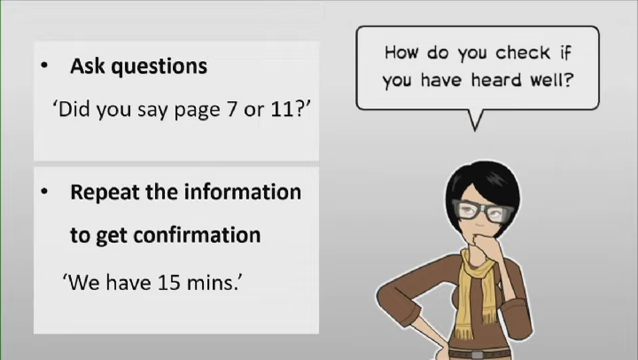 • Ask questions
‘Did you say page 7 or 11?’
• Repeat the information
to get confirmation
‘We have 15 mins.’
How do you check if
you have heard well?